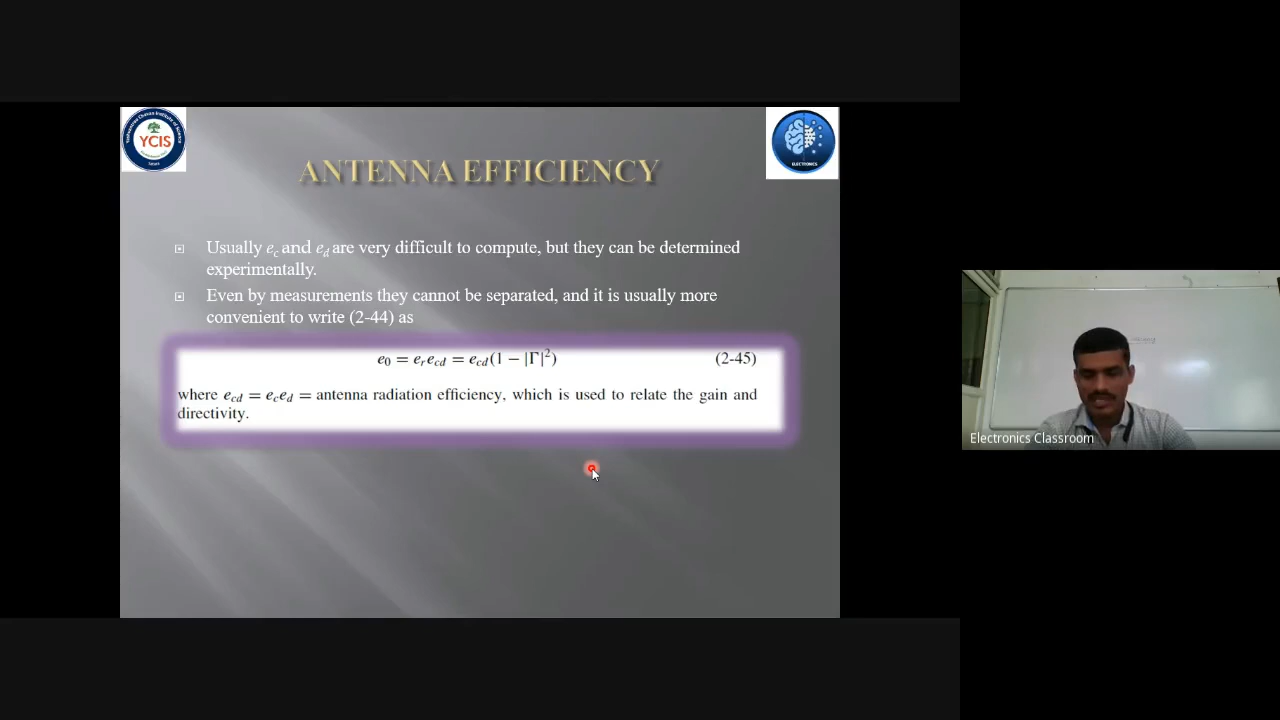 YCIS
ELECTRONICS
ANTENNA EFFICIENCY
Usually e_c and e_d are very difficult to compute, but they can be determined
experimentally.
Even by measurements they cannot be separated, and it is usually more
convenient to write (2-44) as
e₀ = e_r e_cd = e_cd(1 − |Γ|²) (2-45)
where e_cd = e_c e_d = antenna radiation efficiency, which is used to relate the gain and
directivity.
Electronics Classroom